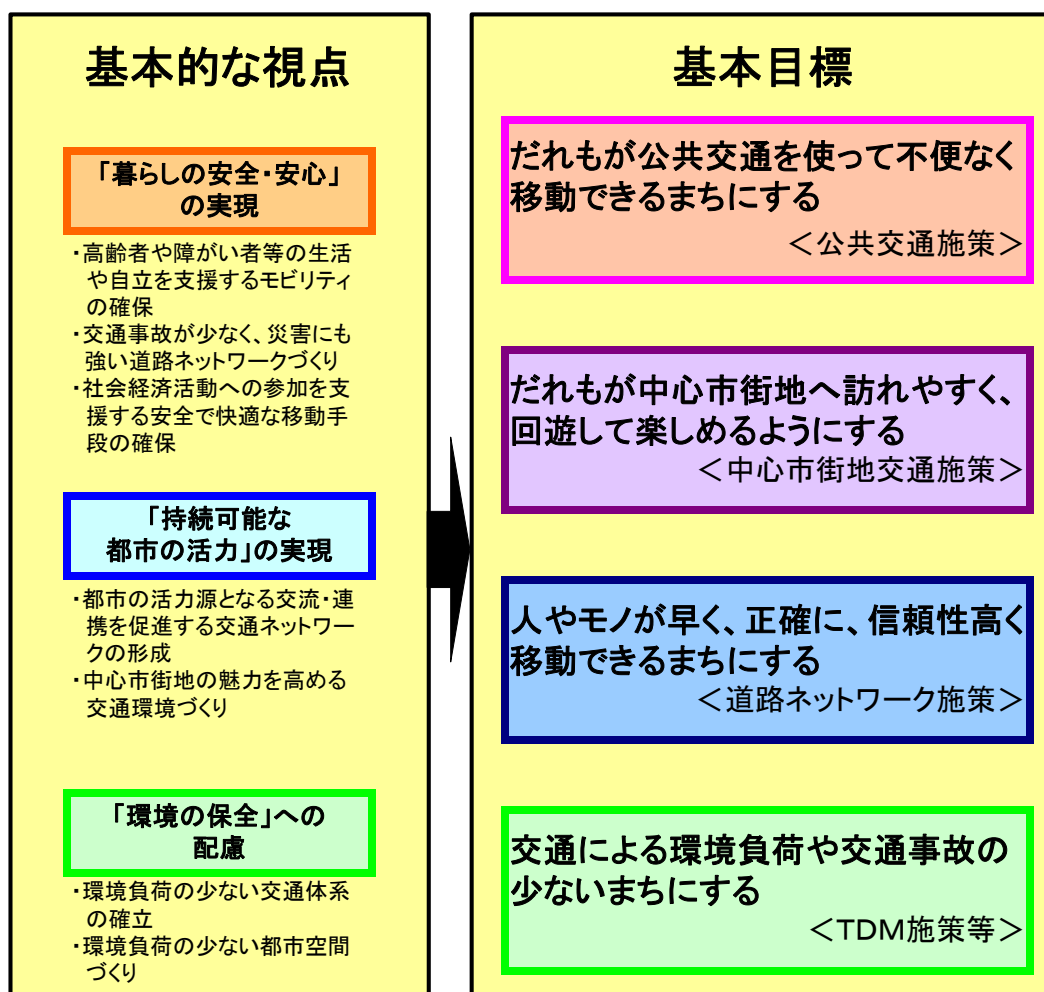 基本的な視点
「暮らしの安全・安心」
の実現
・高齢者や障がい者等の生活
や自立を支援するモビリティ
の確保
・交通事故が少なく、災害にも
強い道路ネットワークづくり
・社会経済活動への参加を支
援する安全で快適な移動手
段の確保
「持続可能な
都市の活力」の実現
・都市の活力源となる交流・連
携を促進する交通ネットワー
クの形成
・中心市街地の魅力を高める
交通環境づくり
「環境の保全」への
配慮
・環境負荷の少ない交通体系
の確立
・環境負荷の少ない都市空間
づくり
基本目標
だれもが公共交通を使って不便なく
移動できるまちにする
＜公共交通施策＞
だれもが中心市街地へ訪れやすく、
回遊して楽しめるようにする
＜中心市街地交通施策＞
人やモノが早く、正確に、信頼性高く
移動できるまちにする
＜道路ネットワーク施策＞
交通による環境負荷や交通事故の
少ないまちにする
＜TDM施策等＞